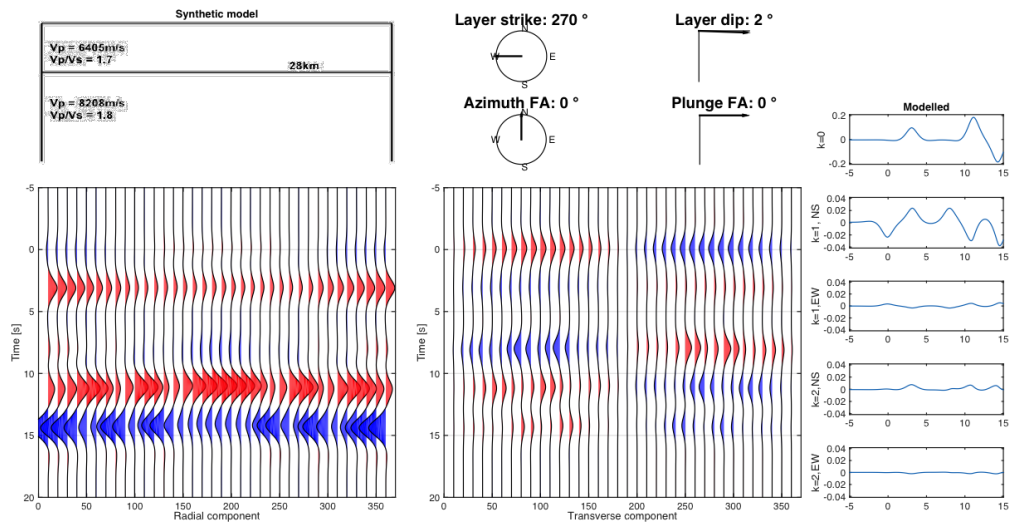 Synthetic model
Vp = 6405m/s
Vp/Vs = 1.7
28km
Vp = 8208m/s
Vp/Vs = 1.8
Layer strike: 270 °
N
W
E
S
Layer dip: 2 °
Azimuth FA: 0 °
N
W
E
S
Plunge FA: 0 °
-5
0
5
10
15
20
Time [s]
0 50 100 150 200 250 300 350
Radial component
-5
0
5
10
15
20
Time [s]
0 50 100 150 200 250 300 350
Transverse component
Modelled
k=0
0.2
0
-0.2
-5 0 5 10 15
k=1, NS
0.04
0.02
0
-0.02
-0.04
-5 0 5 10 15
k=1,EW
0.04
0.02
0
-0.02
-0.04
-5 0 5 10 15
k=2,NS
0.04
0.02
0
-0.02
-0.04
-5 0 5 10 15
k=2,EW
0.04
0.02
0
-0.02
-0.04
-5 0 5 10 15